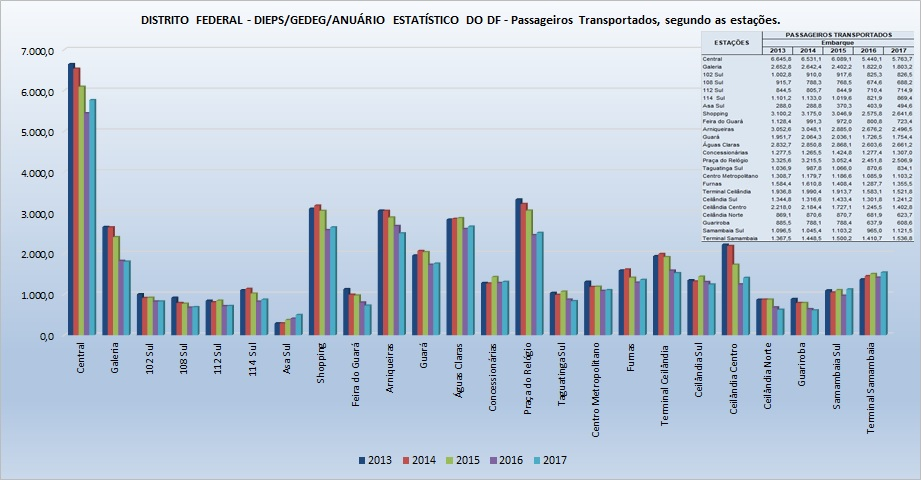 DISTRITO FEDERAL - DIEPS/GEDEG/ANUÁRIO ESTATÍSTICO DO DF - Passageiros Transportados, segundo as estações.
ESTAÇÕES PASSAGEIROS TRANSPORTADOS
Embarque
2013 2014 2015 2016 2017
Central 6.645,8 6.531,1 6.089,1 5.440,1 5.763,7
Galeria 2.652,8 2.642,4 2.402,2 1.822,0 1.803,2
102 Sul 1.002,8 910,0 917,6 825,3 826,5
108 Sul 915,7 788,3 768,5 674,6 688,2
112 Sul 844,5 805,7 844,9 710,4 714,9
114 Sul 1.101,2 1.133,0 1.019,6 821,9 869,4
Asa Sul 288,0 288,8 370,3 403,9 494,6
Shopping 3.100,2 3.175,0 3.046,9 2.575,8 2.641,6
Feira do Guará 1.128,4 991,3 972,0 800,8 723,4
Arniqueiras 3.052,6 3.048,1 2.885,0 2.676,2 2.496,5
Guará 1.951,7 2.064,3 2.036,1 1.726,5 1.754,4
Águas Claras 2.832,7 2.850,8 2.868,1 2.603,6 2.661,2
Concessionárias 1.277,5 1.265,5 1.424,8 1.277,4 1.307,0
Praça do Relógio 3.325,6 3.215,5 3.052,4 2.451,8 2.506,9
Taguatinga Sul 1.036,9 987,8 1.066,0 870,6 834,1
Centro Metropolitano 1.308,7 1.179,7 1.186,6 1.085,9 1.103,2
Furnas 1.584,4 1.610,8 1.408,4 1.287,7 1.355,5
Terminal Ceilândia 1.936,8 1.990,4 1.913,7 1.583,1 1.521,8
Ceilândia Sul 1.344,8 1.316,6 1.433,4 1.301,8 1.241,2
Ceilândia Centro 2.218,0 2.184,4 1.727,1 1.245,5 1.402,8
Ceilândia Norte 869,1 870,6 870,7 681,9 623,7
Guariroba 885,5 788,1 788,4 637,9 608,6
Samambaia Sul 1.096,5 1.045,4 1.103,2 965,0 1.121,5
Terminal Samambaia 1.367,5 1.448,5 1.500,2 1.410,7 1.536,8
7.000,0
6.000,0
5.000,0
4.000,0
3.000,0
2.000,0
1.000,0
0,0
Central
Galeria
102 Sul
108 Sul
112 Sul
114 Sul
Asa Sul
Shopping
Feira do Guará
Arniqueiras
Guará
Águas Claras
Concessionárias
Praça do Relógio
Taguatinga Sul
Centro Metropolitano
Furnas
Terminal Ceilândia
Ceilândia Sul
Ceilândia Centro
Ceilândia Norte
Guariroba
Samambaia Sul
Terminal Samambaia
2013 2014 2015 2016 2017